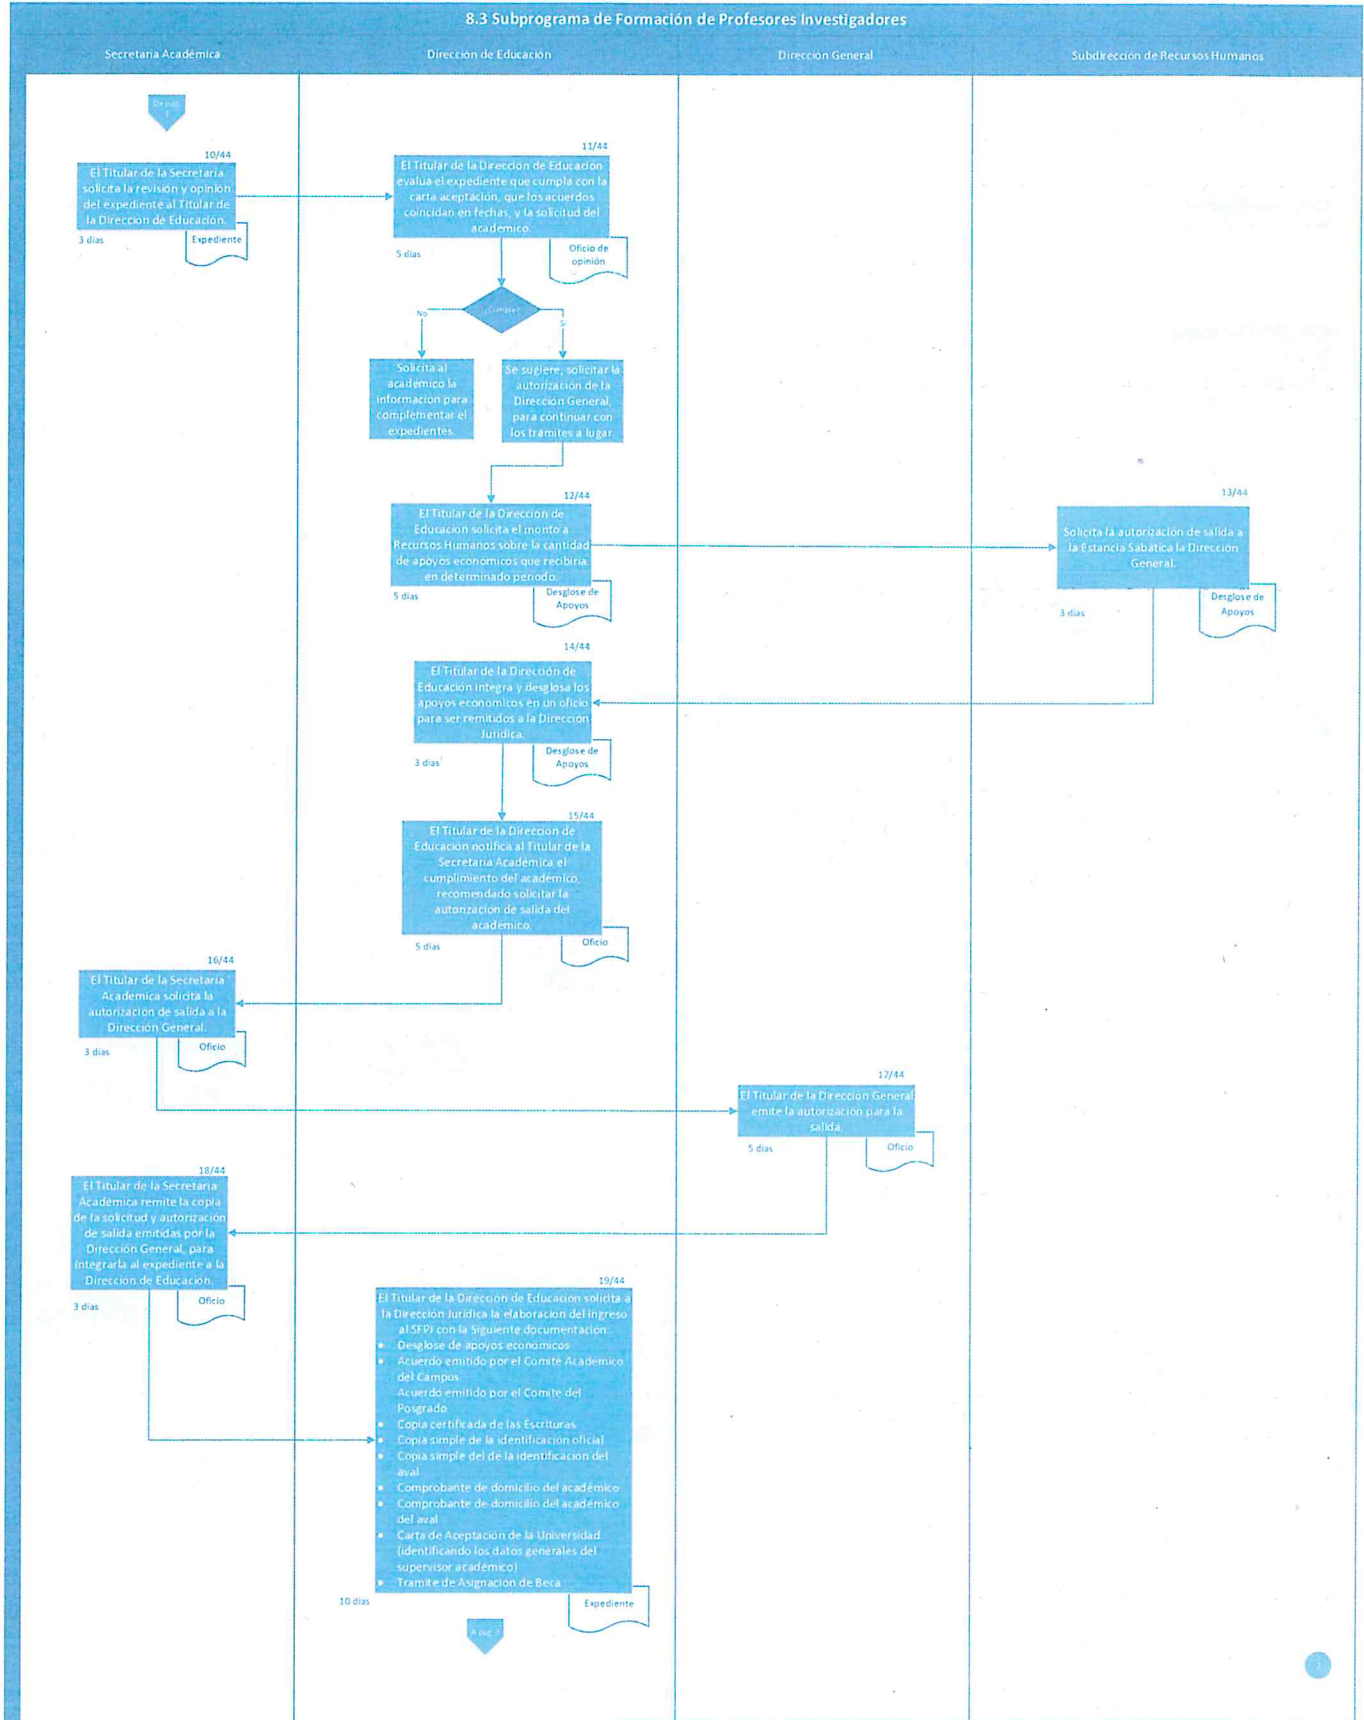 8.3 Subprograma de Formación de Profesores Investigadores
Secretaria Académica
Dirección de Educación
Dirección General
Subdirección de Recursos Humanos
De pag.
1
10/44
El Titular de la Secretaria
solicita la revisión y opinión
del expediente al Titular de
la Dirección de Educación.
3 días
Expediente
11/44
El Titular de la Dirección de Educación
evalúa el expediente que cumpla con la
carta aceptación, que los acuerdos
coincidan en fechas, y la solicitud del
académico.
5 días
Oficio de
opinión
¿Cumple?
No
Si
Solicita al
académico la
información para
complementar el
expedientes.
Se sugiere, solicitar la
autorización de la
Dirección General,
para continuar con
los trámites a lugar.
12/44
El Titular de la Dirección de
Educación solicita el monto a
Recursos Humanos sobre la cantidad
de apoyos económicos que recibiría
en determinado periodo.
5 días
Desglose de
Apoyos
13/44
Solicita la autorización de salida a
la Estancia Sabática la Dirección
General.
3 días
Desglose de
Apoyos
14/44
El Titular de la Dirección de
Educación integra y desglosa los
apoyos económicos en un oficio
para ser remitidos a la Dirección
Jurídica.
3 días
Desglose de
Apoyos
15/44
El Titular de la Dirección de
Educación notifica al Titular de la
Secretaria Académica el
cumplimiento del académico,
recomendado solicitar la
autorización de salida del
académico.
5 días
Oficio
16/44
El Titular de la Secretaria
Académica solicita la
autorización de salida a la
Dirección General.
3 días
Oficio
17/44
El Titular de la Dirección General
emite la autorización para la
salida.
5 días
Oficio
18/44
El Titular de la Secretaria
Académica remite la copia
de la solicitud y autorización
de salida emitidas por la
Dirección General, para
integrarla al expediente a la
Dirección de Educación.
3 días
Oficio
19/44
El Titular de la Dirección de Educación solicita a
la Dirección Jurídica la elaboración del ingreso
al SFPI con la Siguiente documentación:
• Desglose de apoyos económicos
• Acuerdo emitido por el Comité Académico
del Campus
Acuerdo emitido por el Comité del
Posgrado
• Copia certificada de las Escrituras
• Copia simple de la identificación oficial
• Copia simple del de la identificación del
aval
• Comprobante de domicilio del académico
• Comprobante de domicilio del académico
del aval
• Carta de Aceptación de la Universidad
(identificando los datos generales del
supervisor académico)
• Tramite de Asignación de Beca
10 días
Expediente
A pag. 3
2